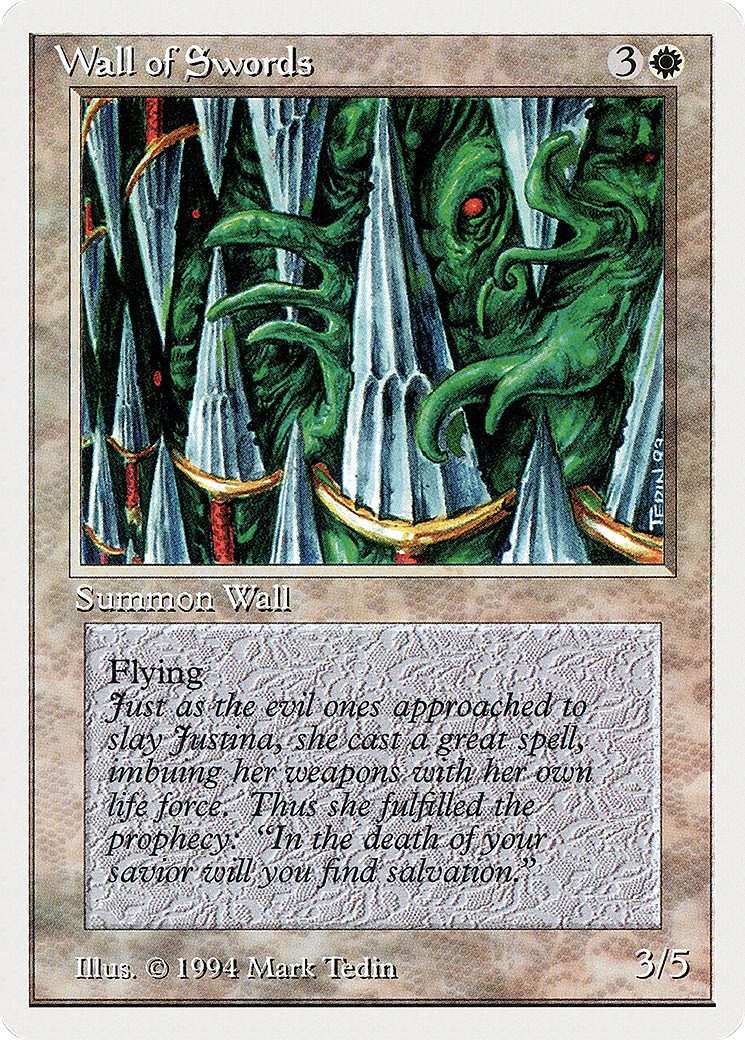 Wall of Swords 3
Summon Wall
Flying
Just as the evil ones approached to
slay Justina, she cast a great spell,
imbuing her weapons with her own
life force. Thus she fulfilled the
prophecy: “In the death of your
savior will you find salvation.”
TEDIN 93
Illus. © 1994 Mark Tedin 3/5